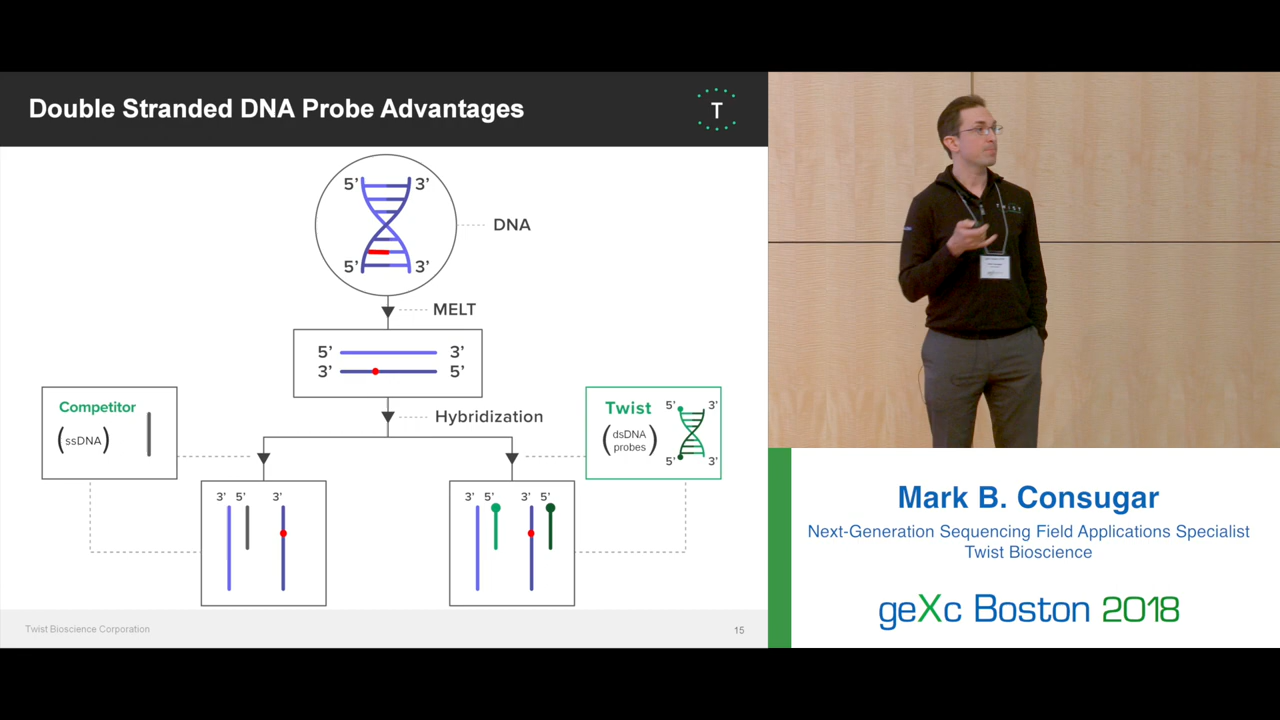 Double Stranded DNA Probe Advantages
T
5’ 3’
DNA
5’ 3’
MELT
5’ 3’
3’ 5’
Hybridization
Competitor
(ssDNA)
Twist
(dsDNA probes)
5’ 3’
5’ 3’
3’ 5’ 3’
3’ 5’ 3’ 5’
Twist Bioscience Corporation
15
TWIST
Mark B. Consugar
Next-Generation Sequencing Field Applications Specialist
Twist Bioscience
geXc Boston 2018